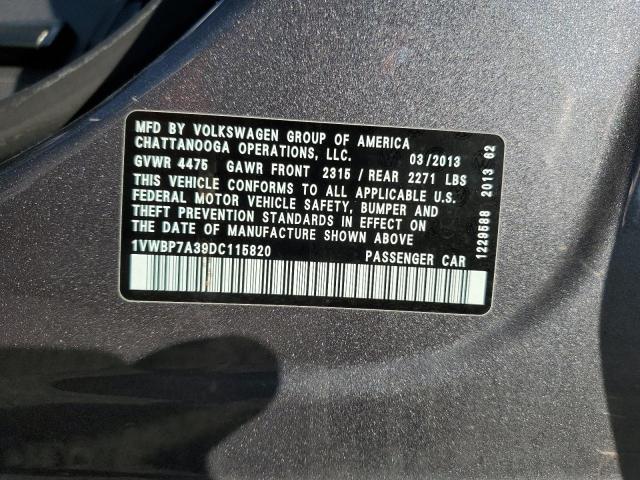 MFD BY VOLKSWAGEN GROUP OF AMERICA
CHATTANOOGA OPERATIONS, LLC. 03/2013
GVWR 4475 GAWR FRONT 2315 / REAR 2271 LBS
THIS VEHICLE CONFORMS TO ALL APPLICABLE U.S.
FEDERAL MOTOR VEHICLE SAFETY, BUMPER AND
THEFT PREVENTION STANDARDS IN EFFECT ON
THE DATE OF MANUFACTURE SHOWN ABOVE
1VWBP7A39DC115820 PASSENGER CAR
1229588 2013 62